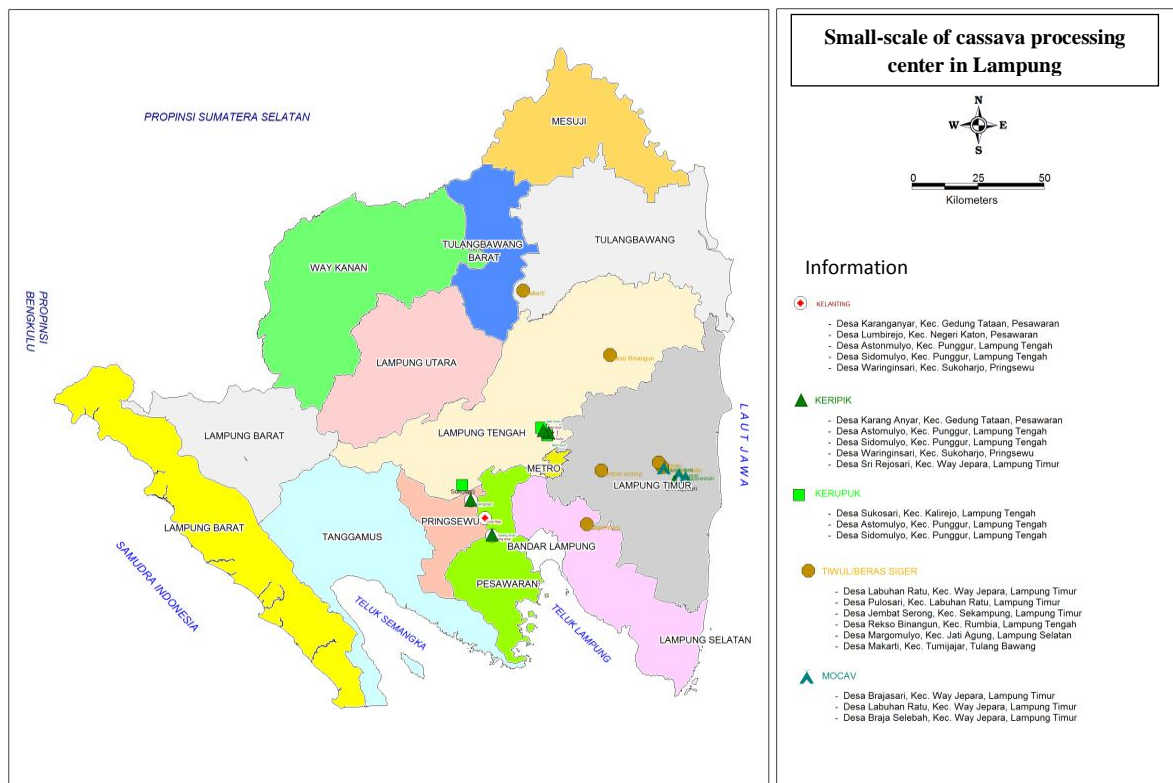 Small-scale of cassava processing
center in Lampung
N
W
E
S
0
25
50
Kilometers
PROPINSI SUMATERA SELATAN
MESUJI
TULANGBAWANG
TULANGBAWANG
BARAT
WAY KANAN
PROPINSI
BENGKULU
LAMPUNG UTARA
LAMPUNG BARAT
LAMPUNG TENGAH
LAUT JAWA
METRO
LAMPUNG TIMUR
LAMPUNG BARAT
TANGGAMUS
PRINGSEWU
BANDAR LAMPUNG
PESAWARAN
SAMUDRA INDONESIA
TELUK SEMANGKA
TELUK LAMPUNG
LAMPUNG SELATAN
Information
KELANTING
- Desa Karanganyar, Kec. Gedung Tataan, Pesawaran
- Desa Lumbirejo, Kec. Negeri Katon, Pesawaran
- Desa Astonmulyo, Kec. Punggur, Lampung Tengah
- Desa Sidomulyo, Kec. Punggur, Lampung Tengah
- Desa Waringinsari, Kec. Sukoharjo, Pringsewu
KERIPIK
- Desa Karang Anyar, Kec. Gedung Tataan, Pesawaran
- Desa Astomulyo, Kec. Punggur, Lampung Tengah
- Desa Sidomulyo, Kec. Punggur, Lampung Tengah
- Desa Waringinsari, Kec. Sukoharjo, Pringsewu
- Desa Sri Rejosari, Kec. Way Jepara, Lampung Timur
KERUPUK
- Desa Sukosari, Kec. Kalirejo, Lampung Tengah
- Desa Astomulyo, Kec. Punggur, Lampung Tengah
- Desa Sidomulyo, Kec. Punggur, Lampung Tengah
TIWUL/BERAS SIGER
- Desa Labuhan Ratu, Kec. Way Jepara, Lampung Timur
- Desa Pulosari, Kec. Labuhan Ratu, Lampung Timur
- Desa Jembat Serong, Kec. Sekampung, Lampung Timur
- Desa Rekso Binangun, Kec. Rumbia, Lampung Tengah
- Desa Margomulyo, Kec. Jati Agung, Lampung Selatan
- Desa Makarti, Kec. Tumijajar, Tulang Bawang
MOCAV
- Desa Brajasari, Kec. Way Jepara, Lampung Timur
- Desa Labuhan Ratu, Kec. Way Jepara, Lampung Timur
- Desa Braja Selebah, Kec. Way Jepara, Lampung Timur